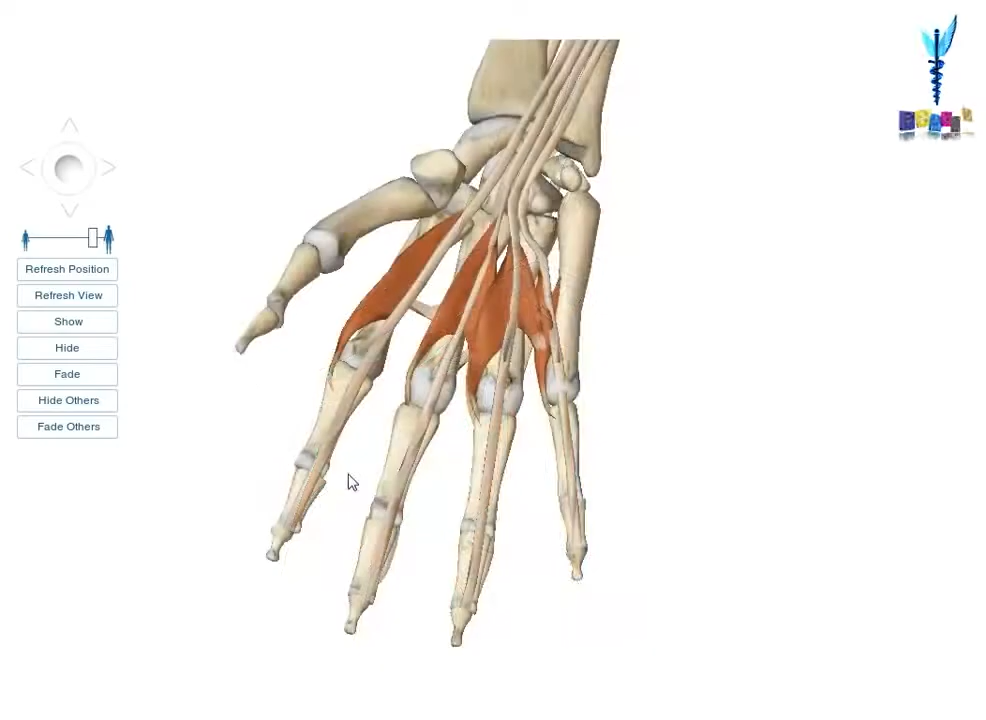 Refresh Position
Refresh View
Show
Hide
Fade
Hide Others
Fade Others